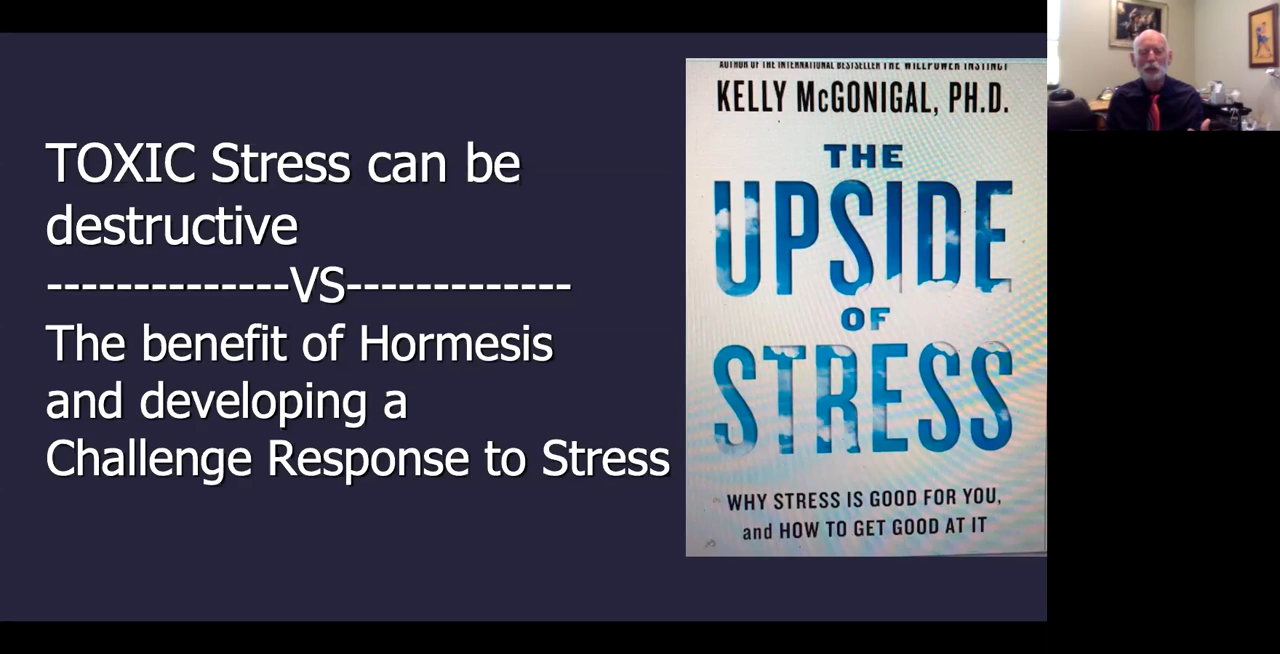 TOXIC Stress can be
destructive
--------------VS-------------
The benefit of Hormesis
and developing a
Challenge Response to Stress
AUTHOR OF THE INTERNATIONAL BESTSELLER THE WILLPOWER INSTINCT
KELLY McGONIGAL, PH.D.
THE
UPSIDE
OF
STRESS
WHY STRESS IS GOOD FOR YOU,
and HOW TO GET GOOD AT IT